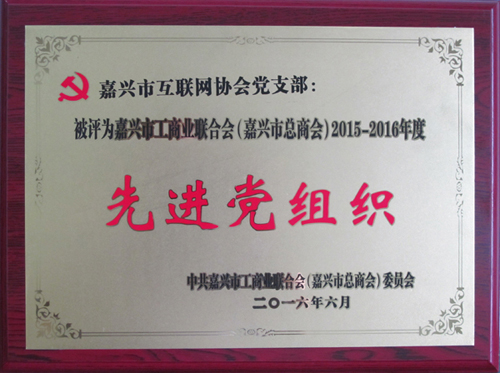 嘉兴市互联网协会党支部:
被评为嘉兴市工商业联合会(嘉兴市总商会)2015-2016年度
先进党组织
中共嘉兴市工商业联合会(嘉兴市总商会)委员会
二〇一六年六月